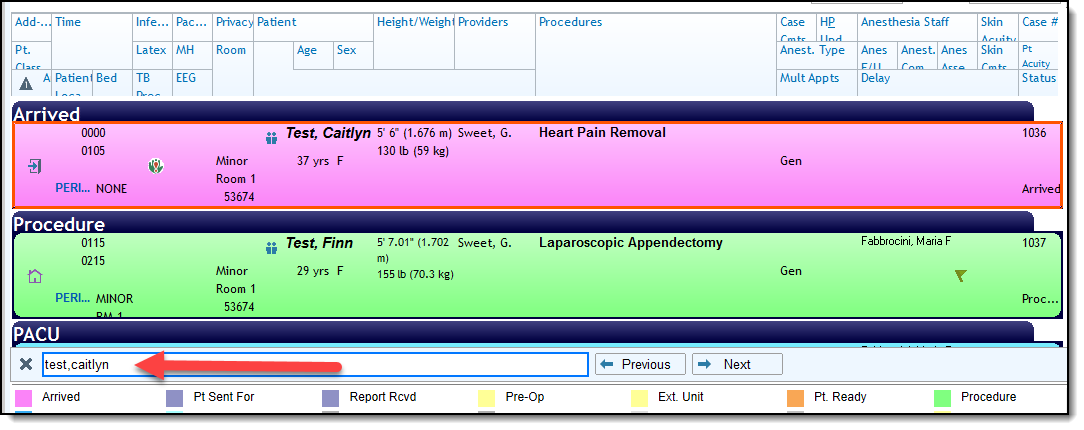 Add-... Time Infe... Pac... Privacy Patient Height/Weight Providers Procedures Case Cmts HP Und Anesthesia Staff Skin Acuity Case #
Pt. Class Latex MH Room Age Sex Anest. Type Anes F/U Anest. Com Anes Asse Skin Cmts Pt Acuity
A Patient Loca Bed TB Proc EEG Mult Appts Delay Status
Arrived
0000 Test, Caitlyn 5' 6" (1.676 m) Sweet, G. Heart Pain Removal 1036
0105 130 lb (59 kg)
Minor 37 yrs F Gen
Room 1
PERI... NONE 53674 Arrived
Procedure
0115 Test, Finn 5' 7.01" (1.702 m) Sweet, G. Laparoscopic Appendectomy Fabbrocini, Maria F 1037
0215 155 lb (70.3 kg)
Minor 29 yrs F Gen
Room 1
PERI... MINOR 53674 Proc...
RM 1
PACU
test,caitlyn Previous Next
Arrived Pt Sent For Report Rcvd Pre-Op Ext. Unit Pt. Ready Procedure